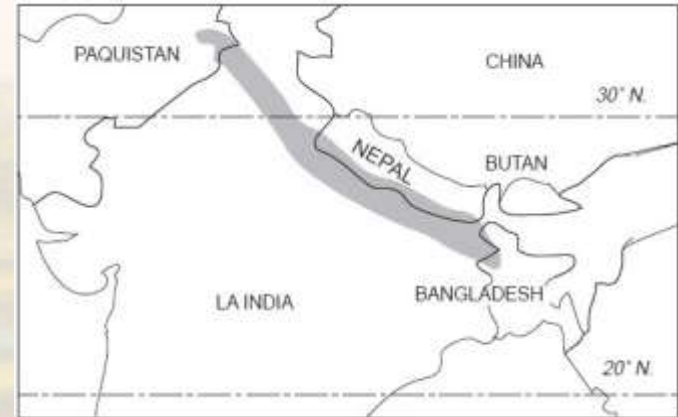 PAQUISTAN
CHINA
30° N.
NEPAL
BUTAN
LA INDIA
BANGLADESH
20° N.